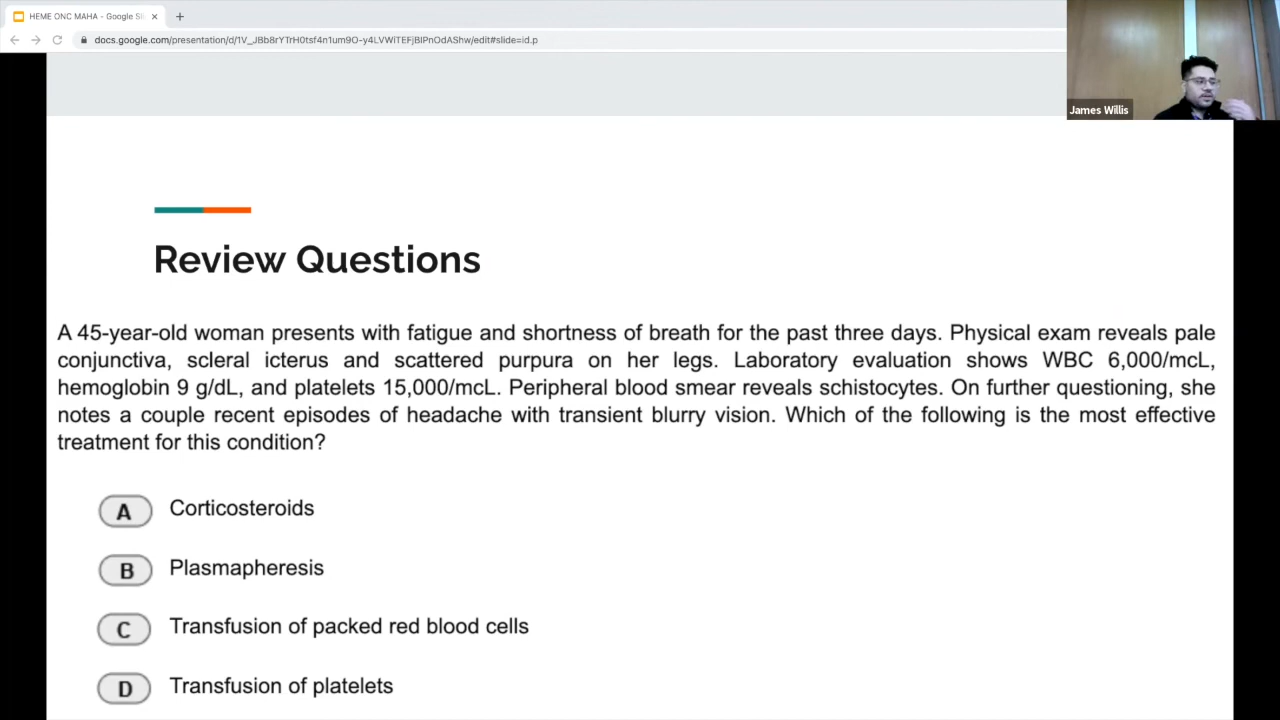 HEME ONC MAHA - Google Sli
docs.google.com/presentation/d/1V_JBb8rYTrH0tsf4n1um9O-y4LVWiTEFjBIPnOdAShw/edit#slide=id.p
James Willis
Review Questions
A 45-year-old woman presents with fatigue and shortness of breath for the past three days. Physical exam reveals pale
conjunctiva, scleral icterus and scattered purpura on her legs. Laboratory evaluation shows WBC 6,000/mcL,
hemoglobin 9 g/dL, and platelets 15,000/mcL. Peripheral blood smear reveals schistocytes. On further questioning, she
notes a couple recent episodes of headache with transient blurry vision. Which of the following is the most effective
treatment for this condition?
A Corticosteroids
B Plasmapheresis
C Transfusion of packed red blood cells
D Transfusion of platelets